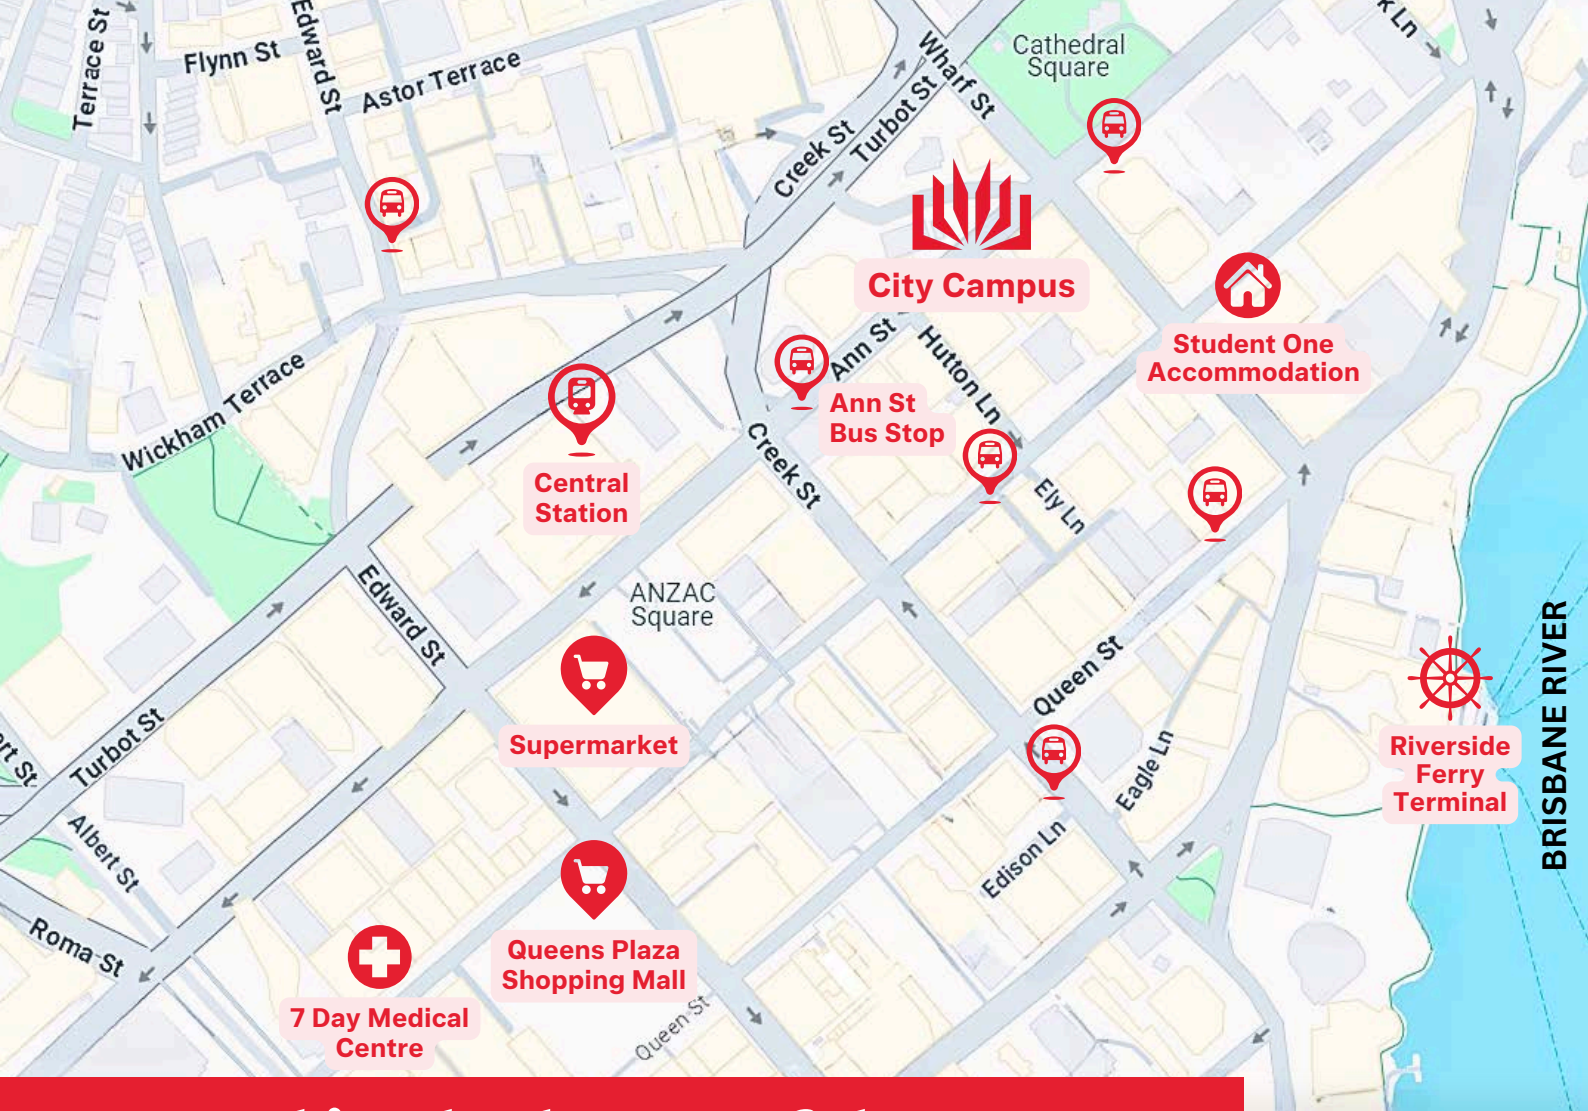 Terrace St
Flynn St
Edward St
Astor Terrace
Wharf St
Cathedral
Square
k Ln
Creek St
Turbot St
City Campus
Student One
Accommodation
Ann St
Hutton Ln
Ann St
Bus Stop
Wickham Terrace
Central
Station
Creek St
Ely Ln
Edward St
ANZAC
Square
Queen St
Supermarket
Riverside
Ferry
Terminal
BRISBANE RIVER
Turbot St
ert St
Albert St
Eagle Ln
Edison Ln
Roma St
Queens Plaza
Shopping Mall
7 Day Medical
Centre
Queen St